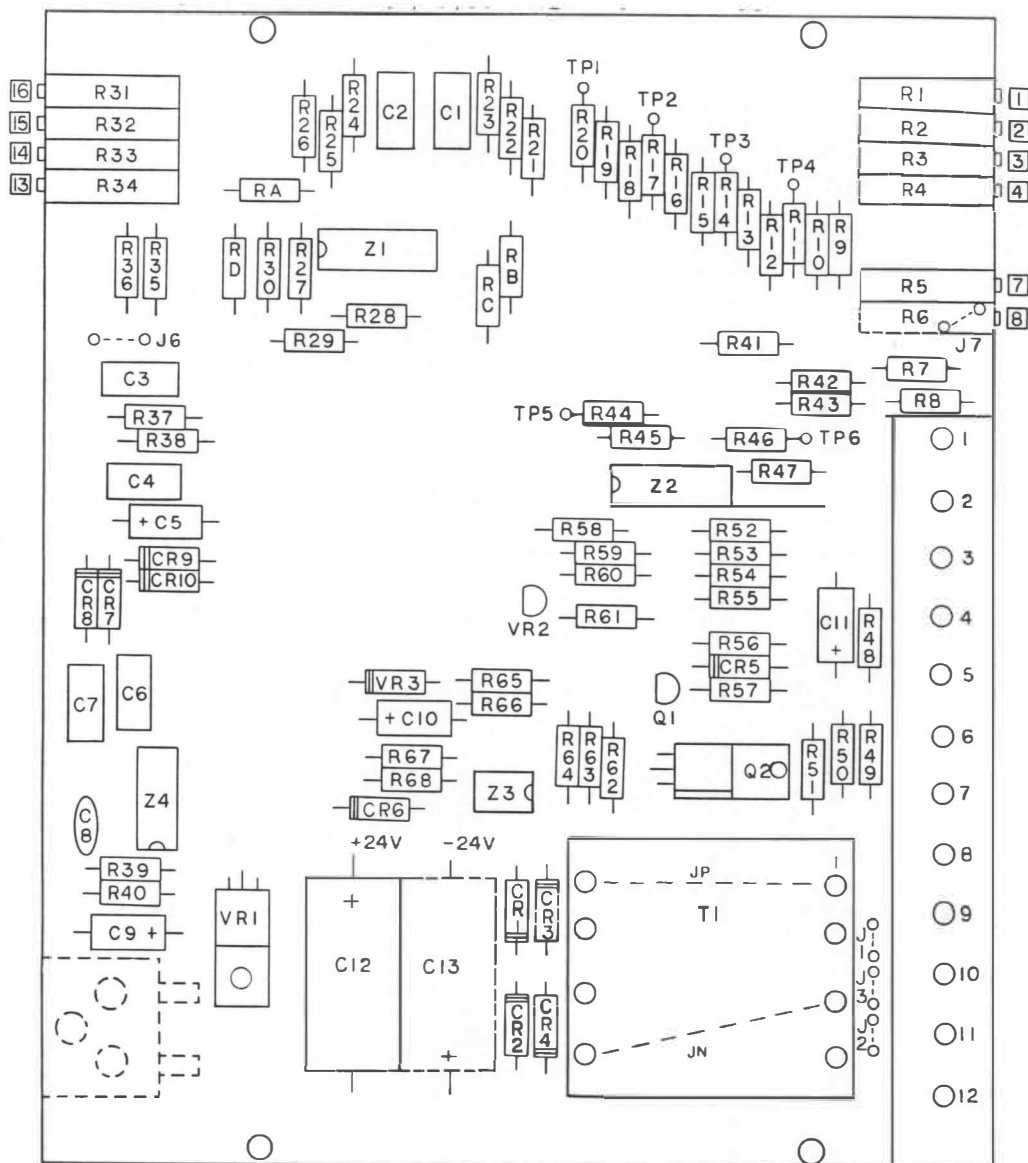 16 R31
15 R32
14 R33
13 R34
R26
R25
R24
C2
C1
R23
R22
R21
TP1
R20
R19
R18
TP2
R17
R16
TP3
R15
R14
R13
TP4
R12
R11
R10
R9
R1 1
R2 2
R3 3
R4 4
R5 7
R6 8
J7
RA
R36
R35
RD
R30
R27
Z1
RC
RB
R28
R29
J6
R41
R7
R42
R43
R8
C3
R37
R38
TP5 R44
R45
R46 TP6
R47
Z2
C4
+ C5
CR9
CR10
CR8
CR7
R58
R59
R60
R61
VR2
R52
R53
R54
R55
R56
CR5
R57
C11
+
R48
Q1
Q2
R51
R50
R49
C7
C6
VR3
+ C10
R65
R66
R67
R68
CR6
Z3
R64
R63
R62
Z4
C8
R39
R40
C9 +
VR1
+24V -24V
+
C12 C13
+
CR1
CR3
CR2
CR4
JP 1
T1
JN
J1
J3
J2
1
2
3
4
5
6
7
8
9
10
11
12